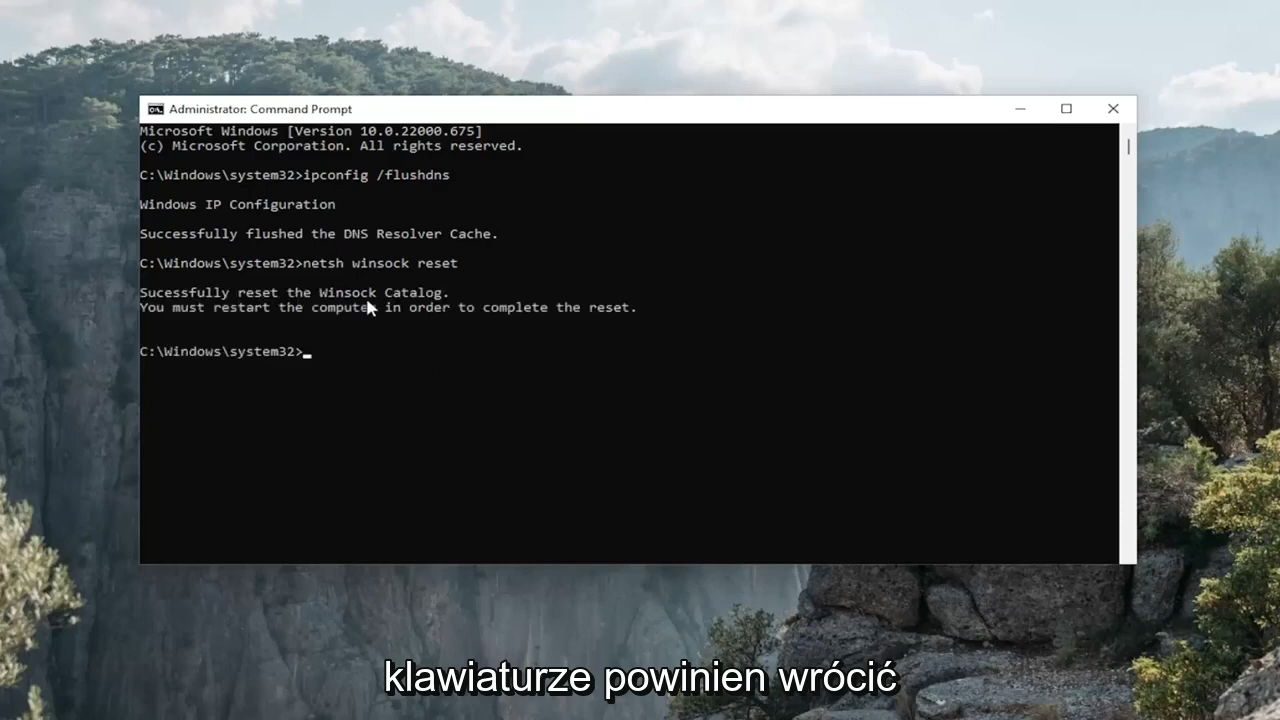 Administrator: Command Prompt
Microsoft Windows [Version 10.0.22000.675]
(c) Microsoft Corporation. All rights reserved.
C:\Windows\system32>ipconfig /flushdns
Windows IP Configuration
Successfully flushed the DNS Resolver Cache.
C:\Windows\system32>netsh winsock reset
Sucessfully reset the Winsock Catalog.
You must restart the computer in order to complete the reset.
C:\Windows\system32>
klawiaturze powinien wrócić